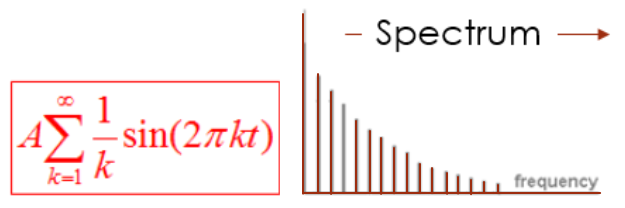 A∑_{k=1}^{∞} 1/k sin(2πkt)
– Spectrum
frequency